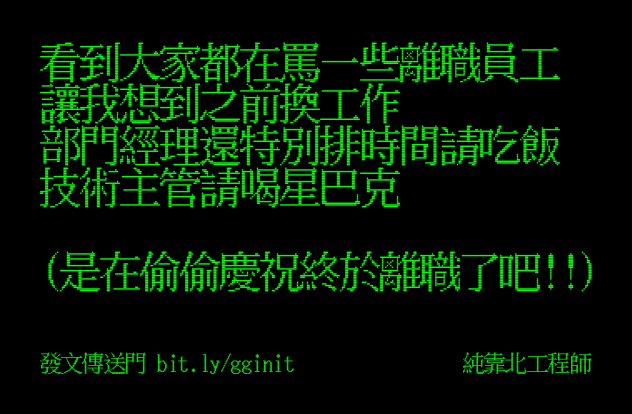 看到大家都在罵一些離職員工
讓我想到之前換工作
部門經理還特別排時間請吃飯
技術主管請喝星巴克
(是在偷偷慶祝終於離職了吧!!)
發文傳送門 bit.ly/gginit
純靠北工程師